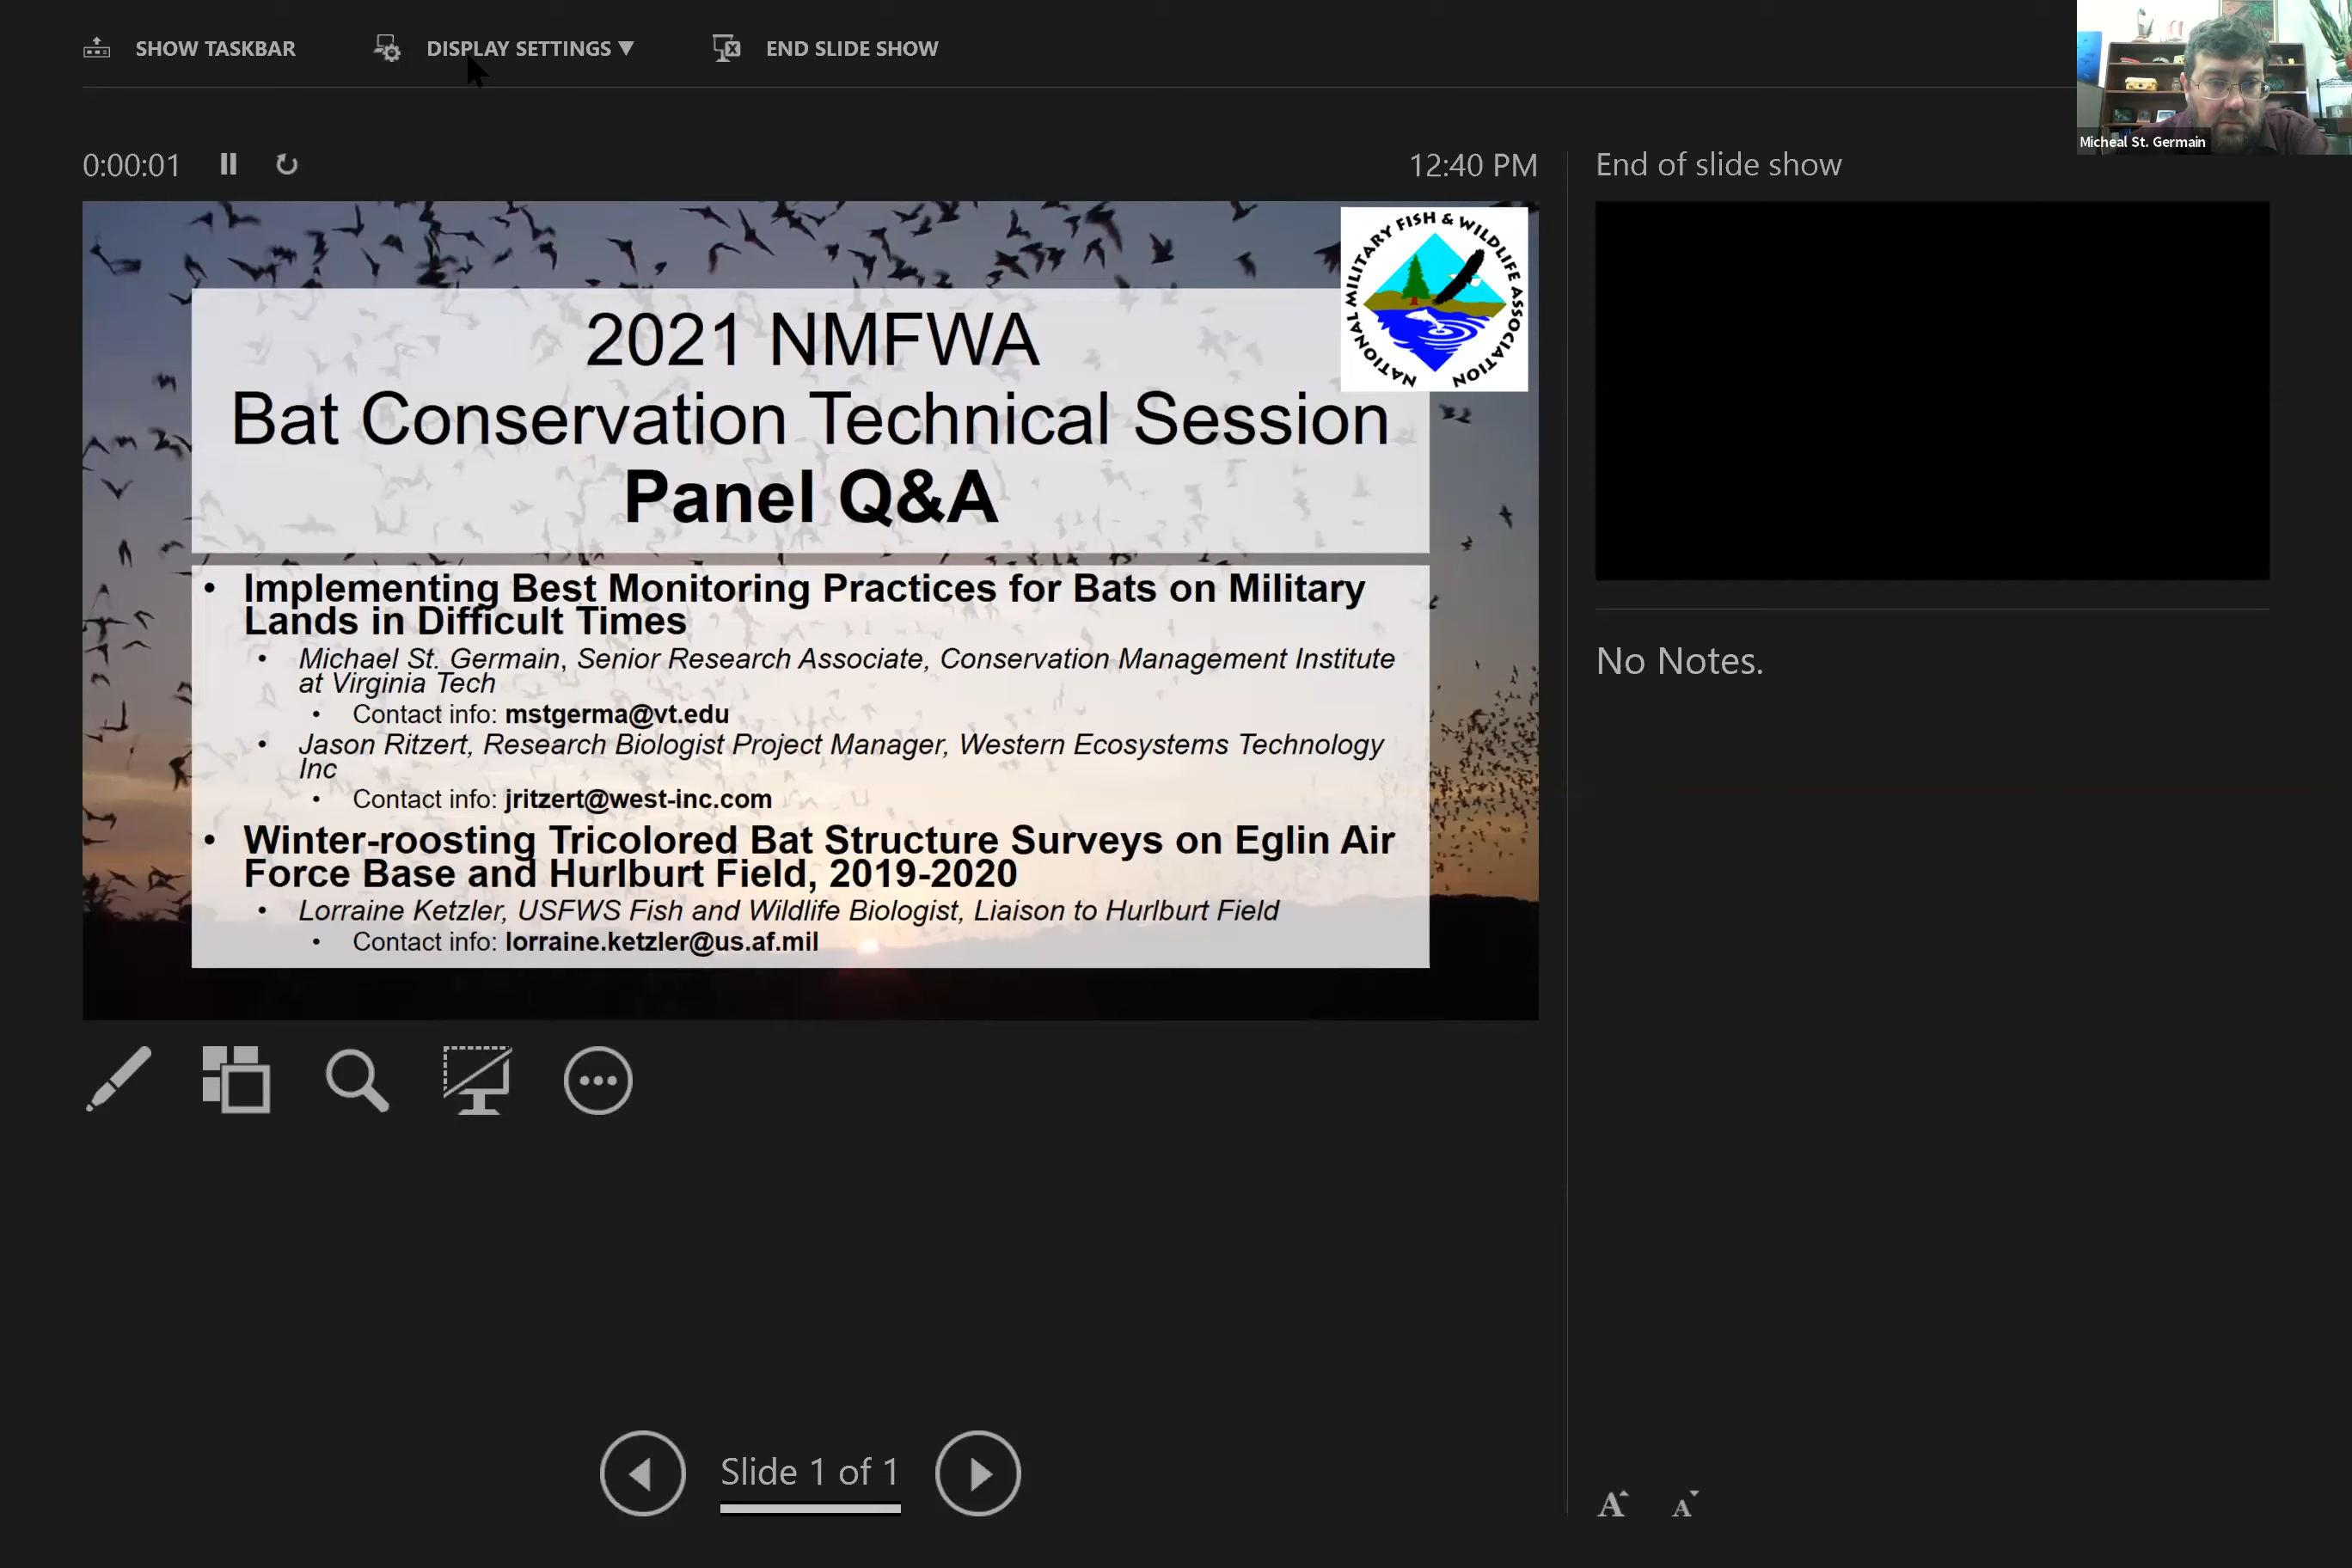 SHOW TASKBAR
DISPLAY SETTINGS ▼
END SLIDE SHOW
Micheal St. Germain
0:00:01
12:40 PM
End of slide show
NATIONAL MILITARY FISH & WILDLIFE ASSOCIATION
2021 NMFWA
Bat Conservation Technical Session
Panel Q&A
• Implementing Best Monitoring Practices for Bats on Military
Lands in Difficult Times
• Michael St. Germain, Senior Research Associate, Conservation Management Institute
at Virginia Tech
• Contact info: mstgerma@vt.edu
• Jason Ritzert, Research Biologist Project Manager, Western Ecosystems Technology
Inc
• Contact info: jritzert@west-inc.com
• Winter-roosting Tricolored Bat Structure Surveys on Eglin Air
Force Base and Hurlburt Field, 2019-2020
• Lorraine Ketzler, USFWS Fish and Wildlife Biologist, Liaison to Hurlburt Field
• Contact info: lorraine.ketzler@us.af.mil
No Notes.
Slide 1 of 1
A A